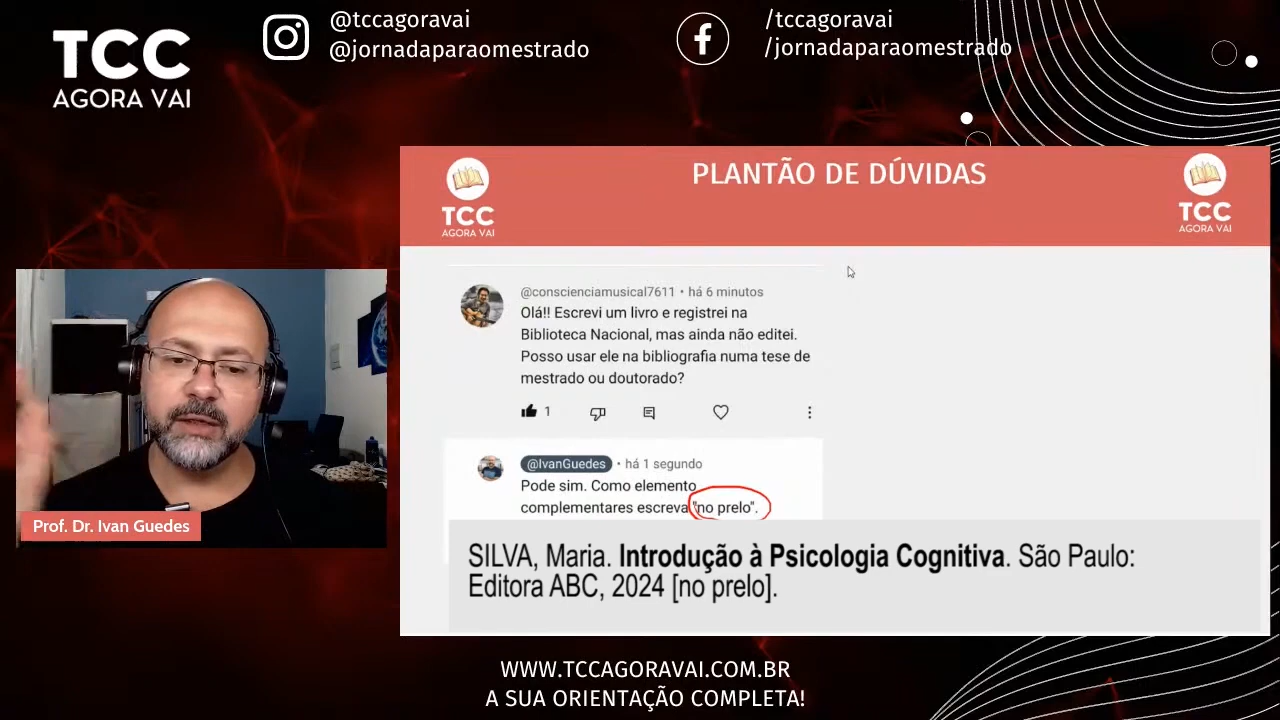 TCC
AGORA VAI
@tccagoravai
@jornadaparaomestrado
/tccagoravai
/jornadaparaomestrado
TCC
AGORA VAI
PLANTÃO DE DÚVIDAS
TCC
AGORA VAI
@conscienciamusical7611 • há 6 minutos
Olá!! Escrevi um livro e registrei na
Biblioteca Nacional, mas ainda não editei.
Posso usar ele na bibliografia numa tese de
mestrado ou doutorado?
1
@IvanGuedes • há 1 segundo
Pode sim. Como elemento
complementares escreva "no prelo".
SILVA, Maria. Introdução à Psicologia Cognitiva. São Paulo:
Editora ABC, 2024 [no prelo].
Prof. Dr. Ivan Guedes
WWW.TCCAGORAVAI.COM.BR
A SUA ORIENTAÇÃO COMPLETA!